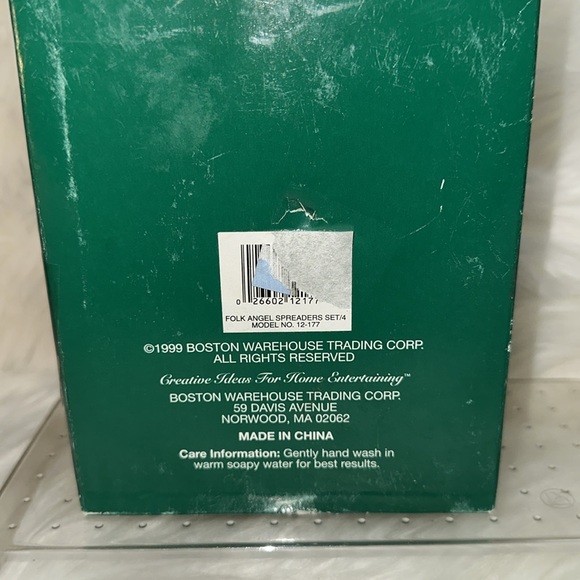 0 26602 12177
FOLK ANGEL SPREADERS SET/4
MODEL NO. 12-177
©1999 BOSTON WAREHOUSE TRADING CORP.
ALL RIGHTS RESERVED
Creative Ideas For Home Entertaining™
BOSTON WAREHOUSE TRADING CORP.
59 DAVIS AVENUE
NORWOOD, MA 02062
MADE IN CHINA
Care Information: Gently hand wash in
warm soapy water for best results.